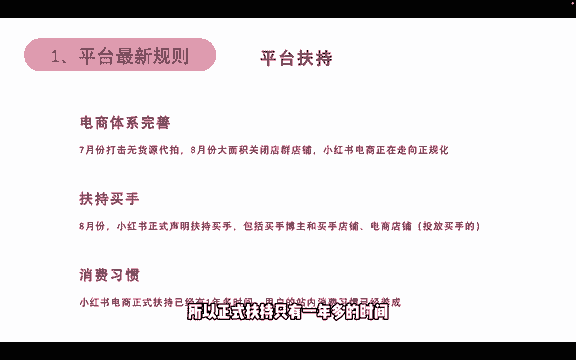 1、平台最新规则
平台扶持
电商体系完善
7月份打击无货源代拍，8月份大面积关闭店群店铺，小红书电商正在走向正规化
扶持买手
8月份，小红书正式声明扶持买手，包括买手博主和买手店铺、电商店铺（投放买手的）
消费习惯
小红书电商正式扶持已经有1年多时间，用户的站内消费习惯已经养成
所以正式扶持只有一年多的时间